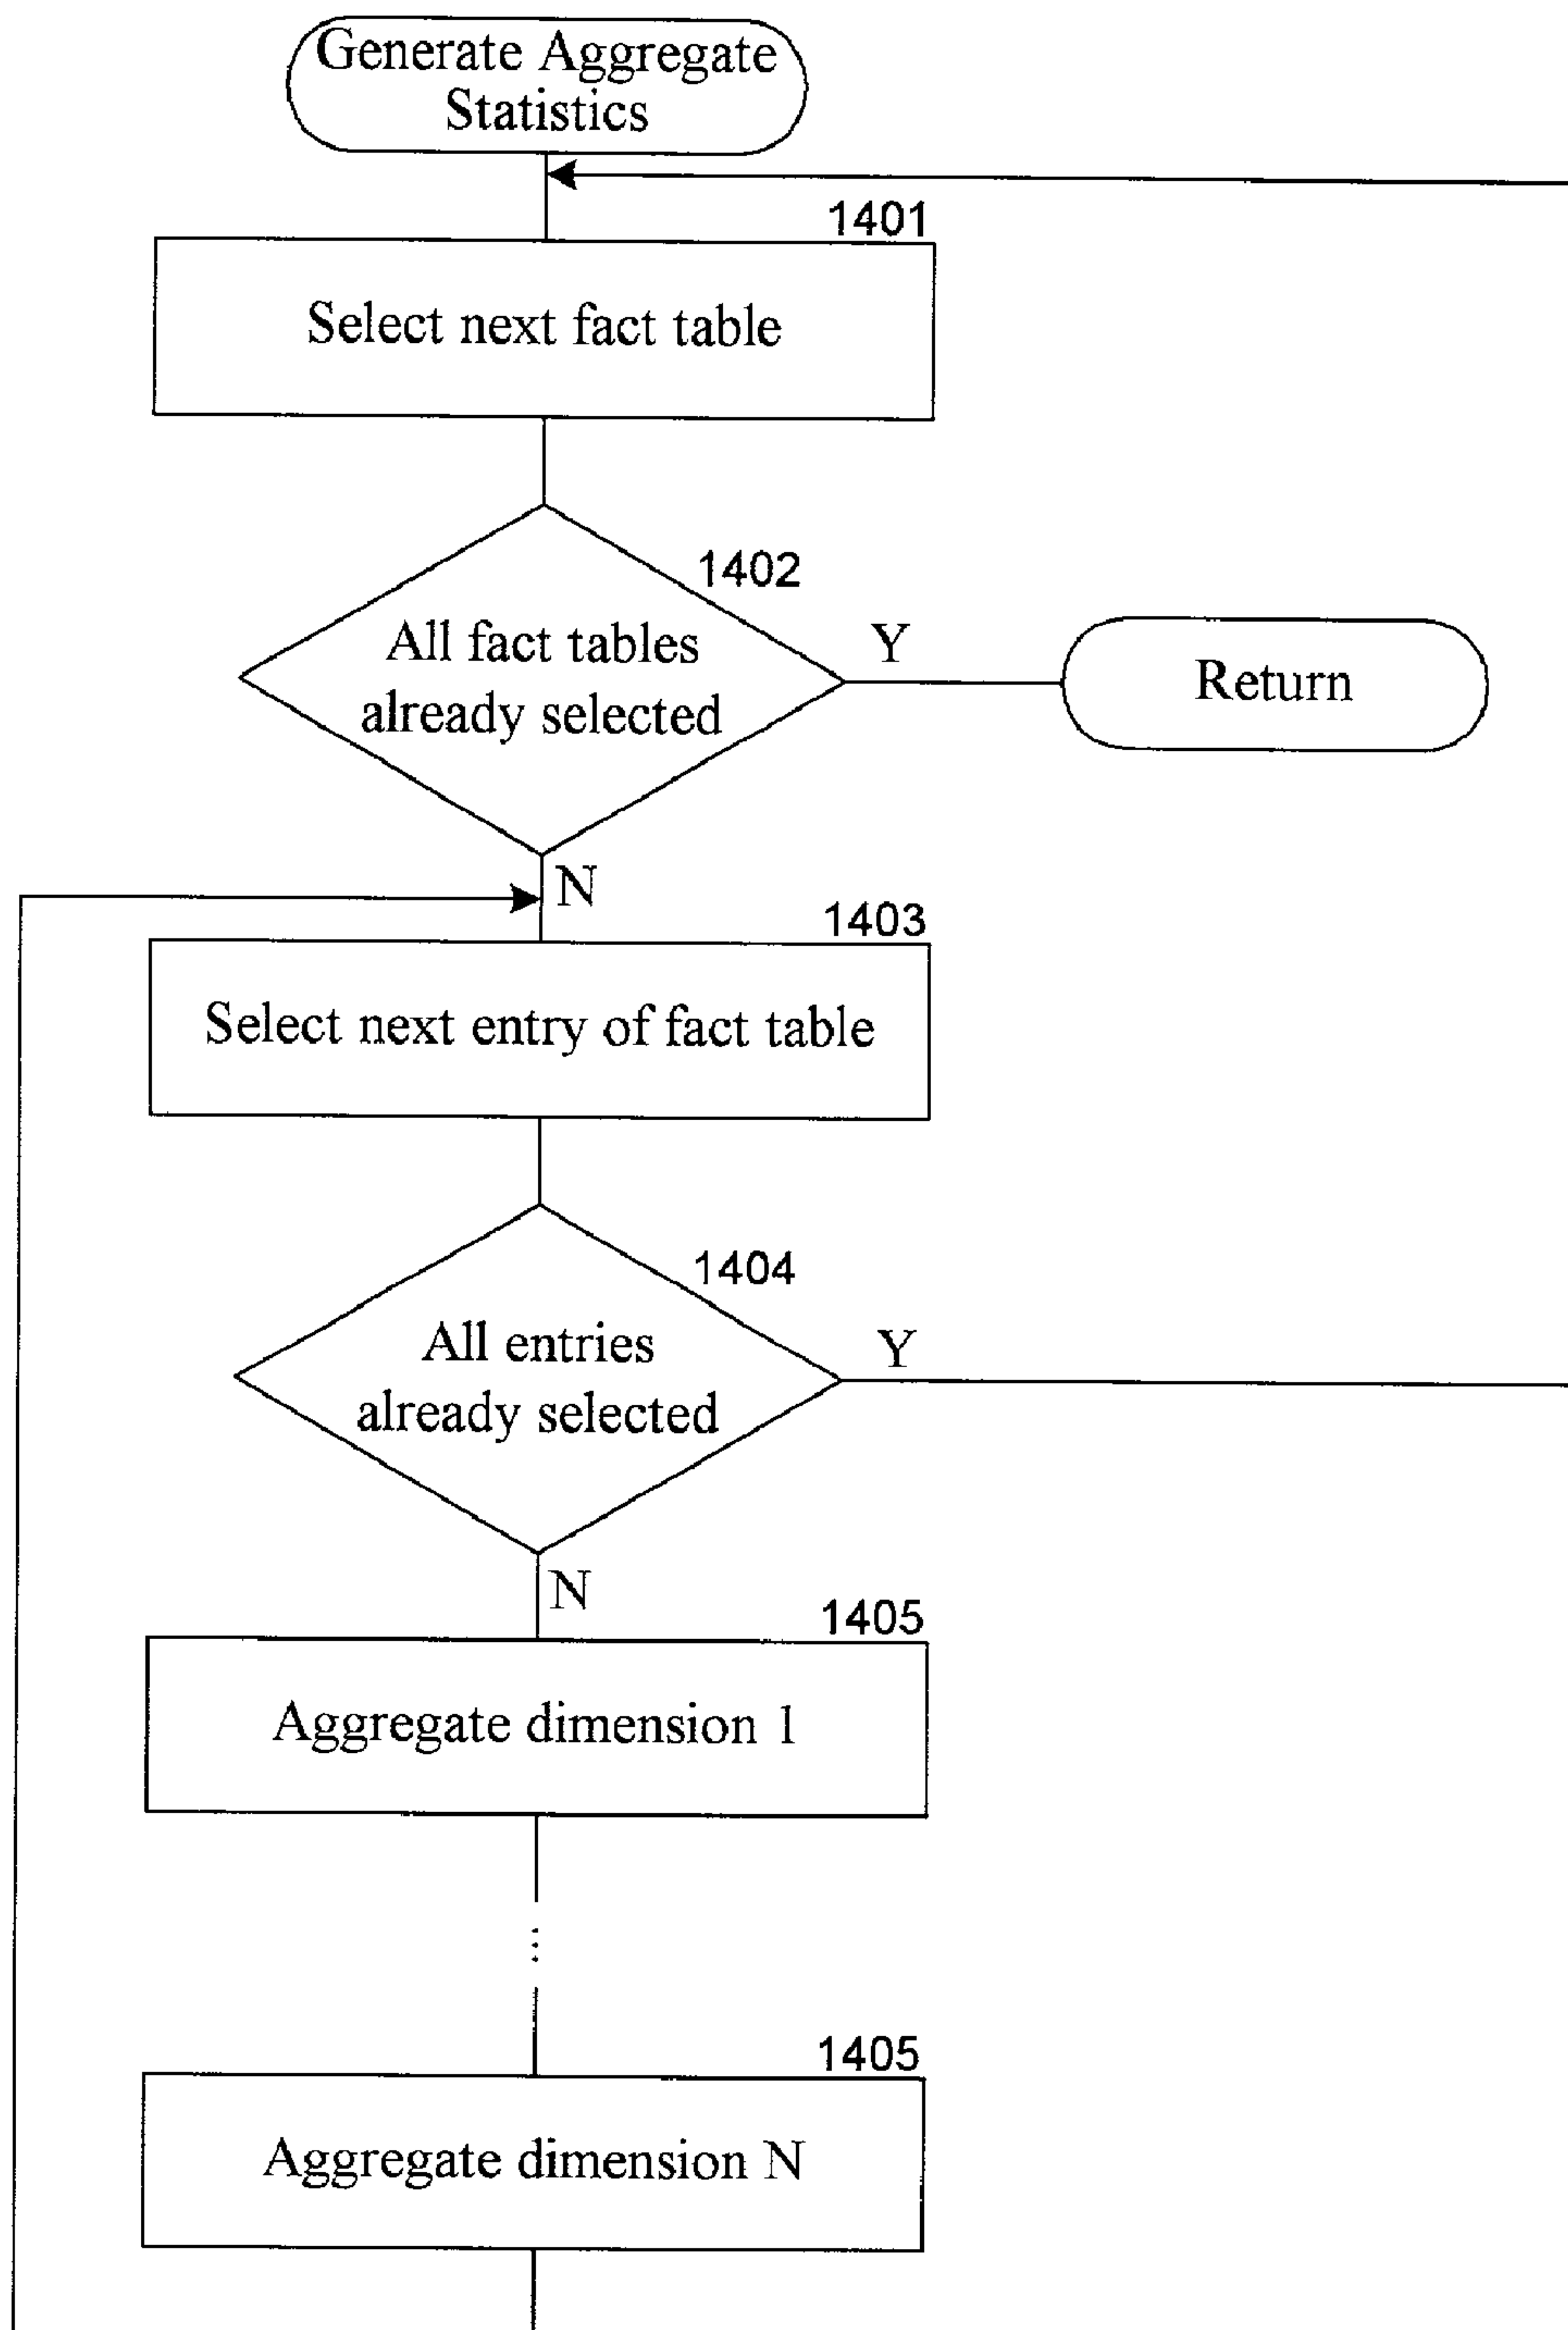 Generate Aggregate
Statistics
1401
Select next fact table
1402
All fact tables
already selected
Y
Return
N
1403
Select next entry of fact table
1404
All entries
already selected
Y
N
1405
Aggregate dimension 1
...
1405
Aggregate dimension N